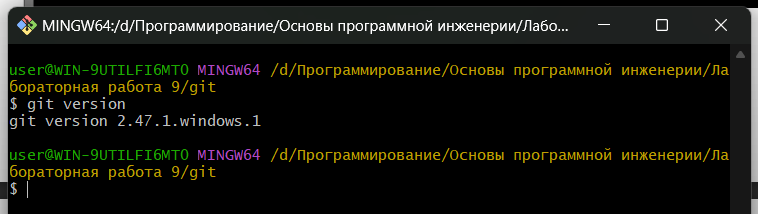 MINGW64:/d/Программирование/Основы программной инженерии/Лабо...
user@WIN-9UTILFI6MTO MINGW64 /d/Программирование/Основы программной инженерии/Ла
бораторная работа 9/git
$ git version
git version 2.47.1.windows.1
user@WIN-9UTILFI6MTO MINGW64 /d/Программирование/Основы программной инженерии/Ла
бораторная работа 9/git
$